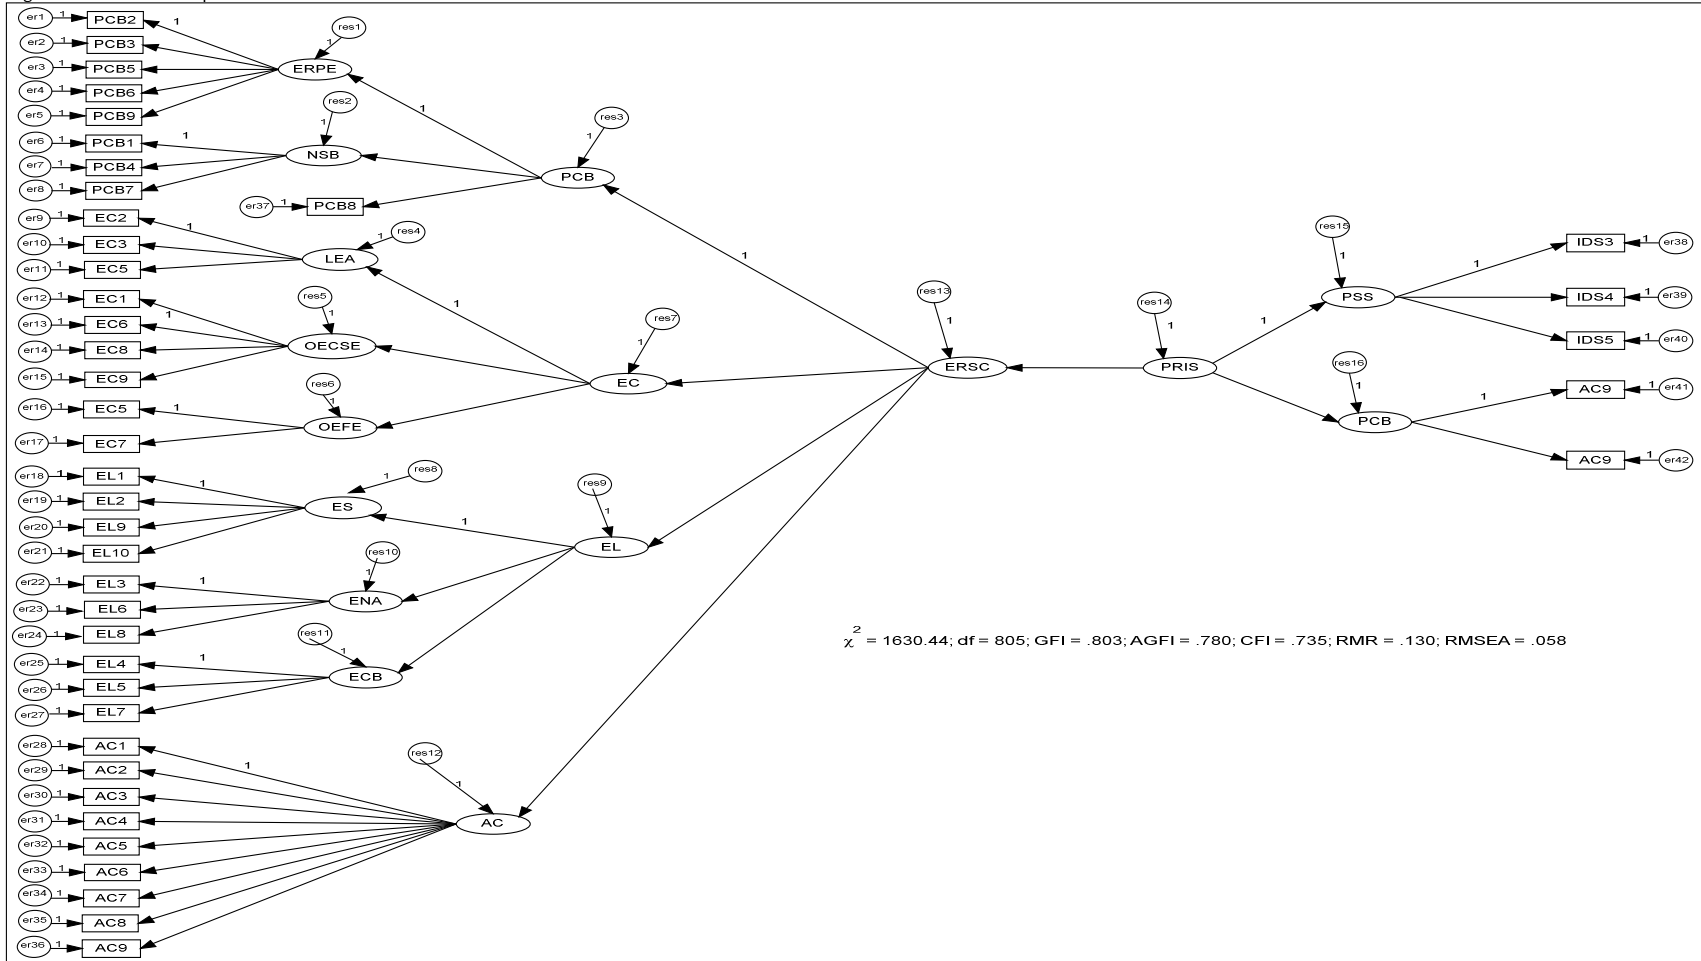 er1 1 PCB2 1
res1
er2 1 PCB3
1
er3 1 PCB5 ERPE
er4 1 PCB6
res2
er5 1 PCB9 1
res3
1
er6 1 PCB1 1
1
NSB
er7 1 PCB4
PCB
er8 1 PCB7
er37 1 PCB8
er9 1 EC2 1
res4
1
er10 1 EC3
LEA
er11 1 EC5
1
res15
1
1
IDS3 1 er38
er12 1 EC1 1
res5
1
1
res13
res14
PSS
IDS4 1 er39
er13 1 EC6
res7
1
1
1
er14 1 EC8 OECSE
1
IDS5 1 er40
er15 1 EC9
res6
1
EC
ERSC
PRIS
res16
1
AC9 1 er41
1
er16 1 EC5 1
OEFE
PCB
er17 1 EC7
AC9 1 er42
er18 1 EL1 1
res8
1
er19 1 EL2
ES
res9
1
er20 1 EL9
1
er21 1 EL10
EL
res10
1
er22 1 EL3 1
er23 1 EL6
ENA
er24 1 EL8
res11
1
χ2 = 1630.44; df = 805; GFI = .803; AGFI = .780; CFI = .735; RMR = .130; RMSEA = .058
er25 1 EL4 1
er26 1 EL5
ECB
er27 1 EL7
er28 1 AC1 1
res12
1
er29 1 AC2
er30 1 AC3
er31 1 AC4
AC
er32 1 AC5
er33 1 AC6
er34 1 AC7
er35 1 AC8
er36 1 AC9